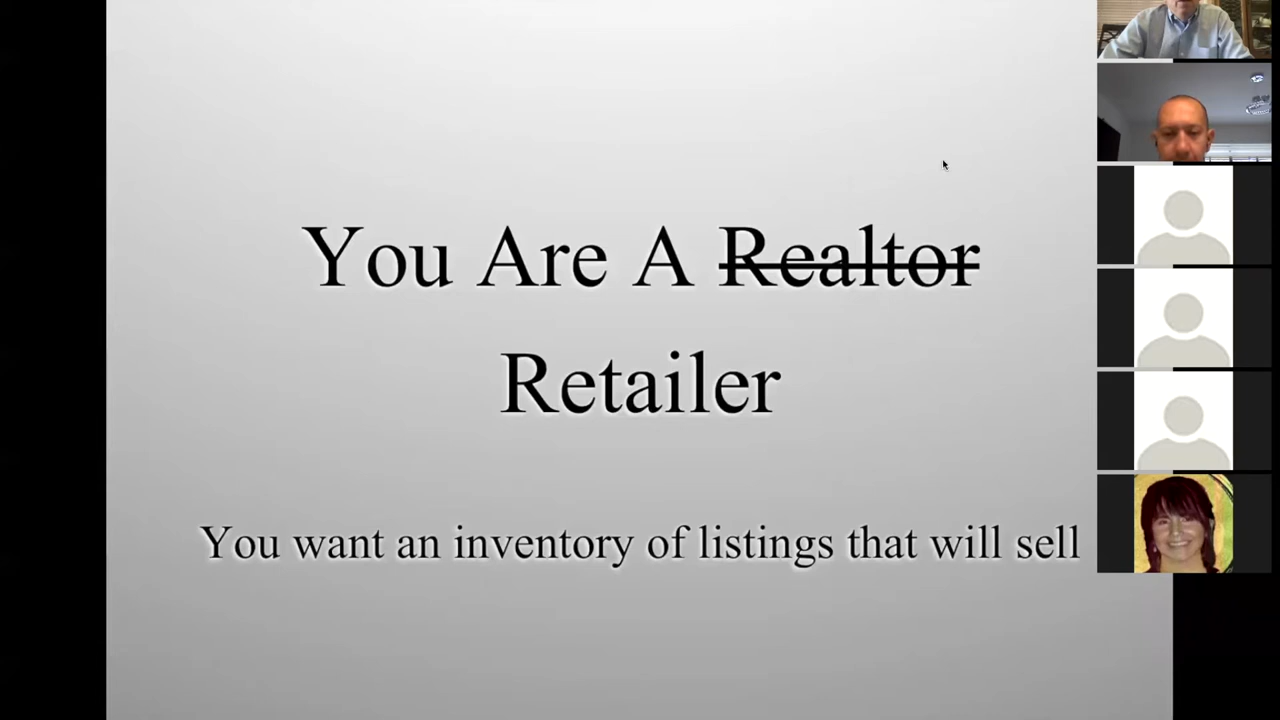 You Are A Realtor
Retailer
You want an inventory of listings that will sell